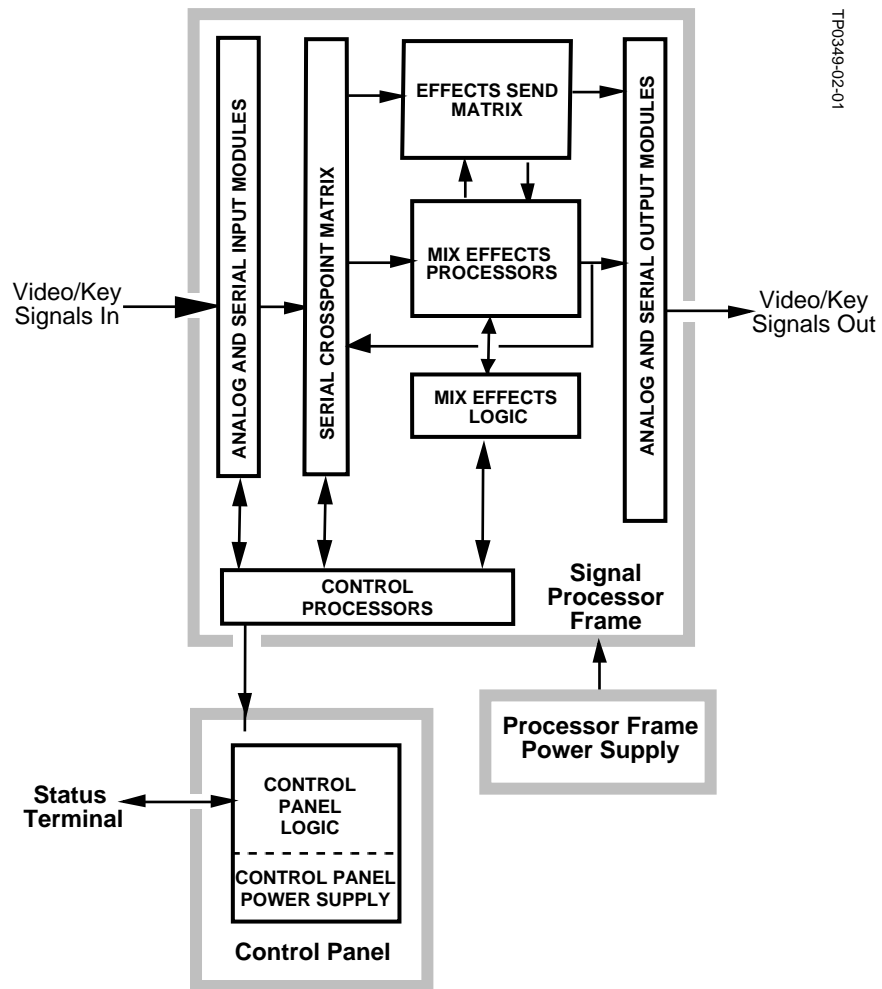 TP0349-02-01
EFFECTS SEND
MATRIX
ANALOG AND SERIAL INPUT MODULES
SERIAL CROSSPOINT MATRIX
ANALOG AND SERIAL OUTPUT MODULES
MIX EFFECTS
PROCESSORS
Video/Key
Signals In
Video/Key
Signals Out
MIX EFFECTS
LOGIC
CONTROL
PROCESSORS
Signal
Processor
Frame
Processor Frame
Power Supply
Status
Terminal
CONTROL
PANEL
LOGIC
CONTROL PANEL
POWER SUPPLY
Control Panel